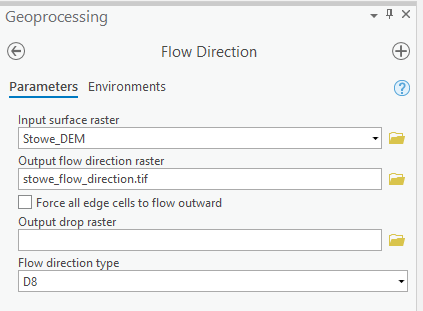 Geoprocessing
Flow Direction
Parameters Environments
Input surface raster
Stowe_DEM
Output flow direction raster
stowe_flow_direction.tif
Force all edge cells to flow outward
Output drop raster
Flow direction type
D8